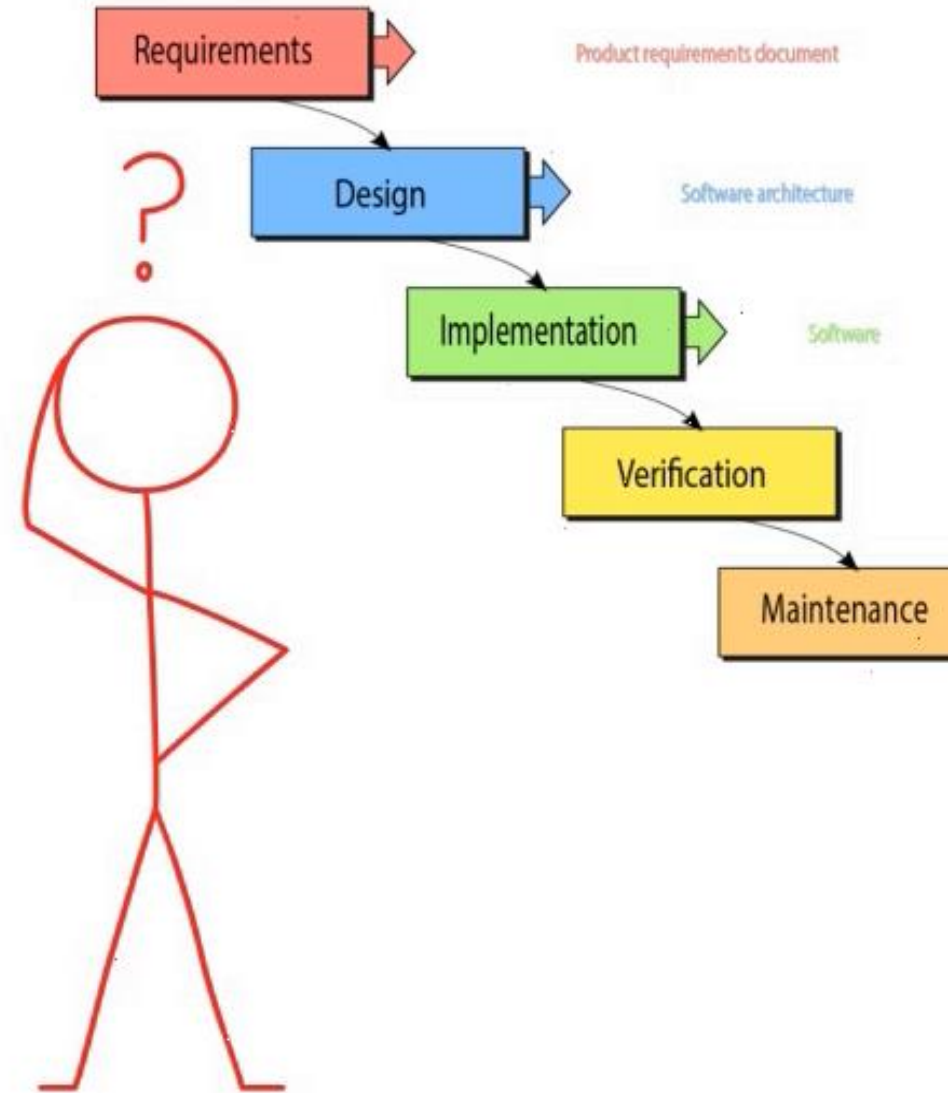 Requirements
Product requirements document
?
Design
Software architecture
Implementation
Software
Verification
Maintenance